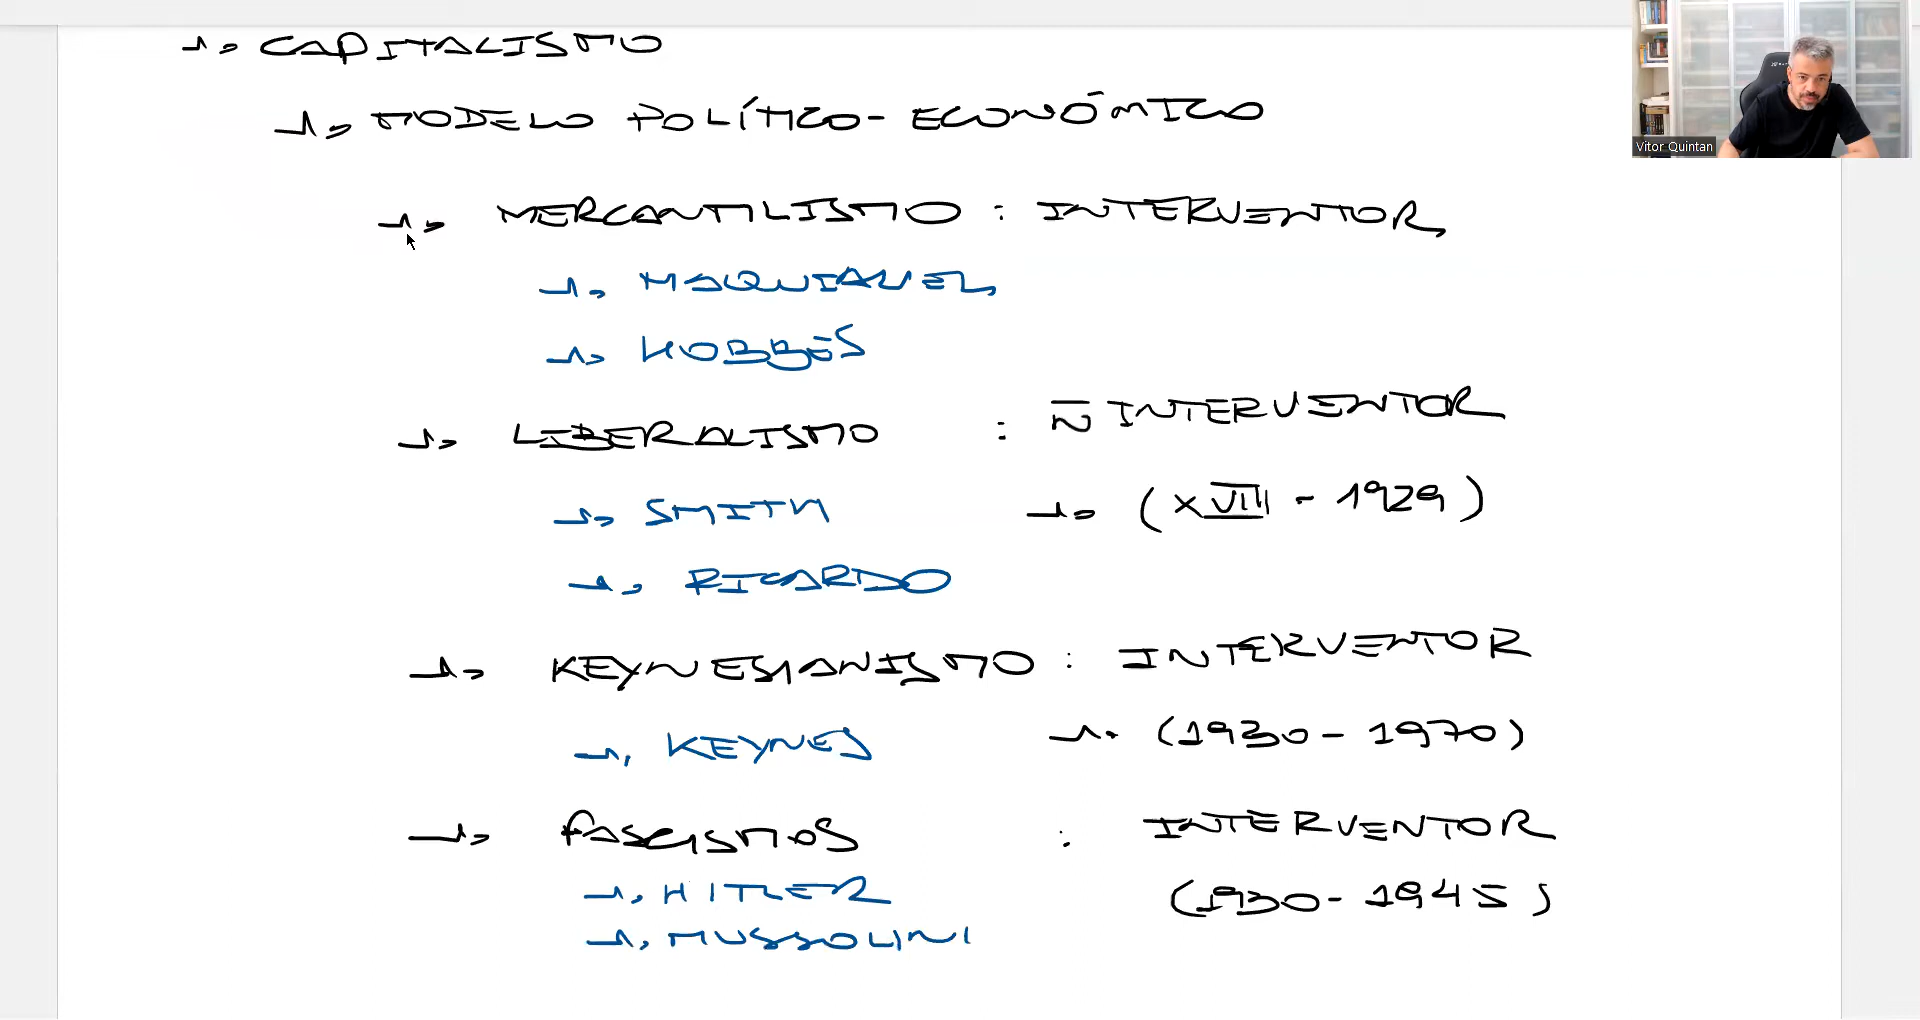 → CAPITALISMO
Vitor Quintan
→ MODELO POLÍTICO-ECONÔMICO
→ MERCANTILISMO : INTERVENTOR
→ MAQUIAVEL
→ HOBBES
→ LIBERALISMO : Ñ INTERVENTOR
→ SMITH → (XVIII - 1929)
→ RICARDO
→ KEYNESIANISMO : INTERVENTOR
→ KEYNES → (1930 - 1970)
→ FASCISMOS : INTERVENTOR
→ HITLER (1930 - 1945)
→ MUSSOLINI